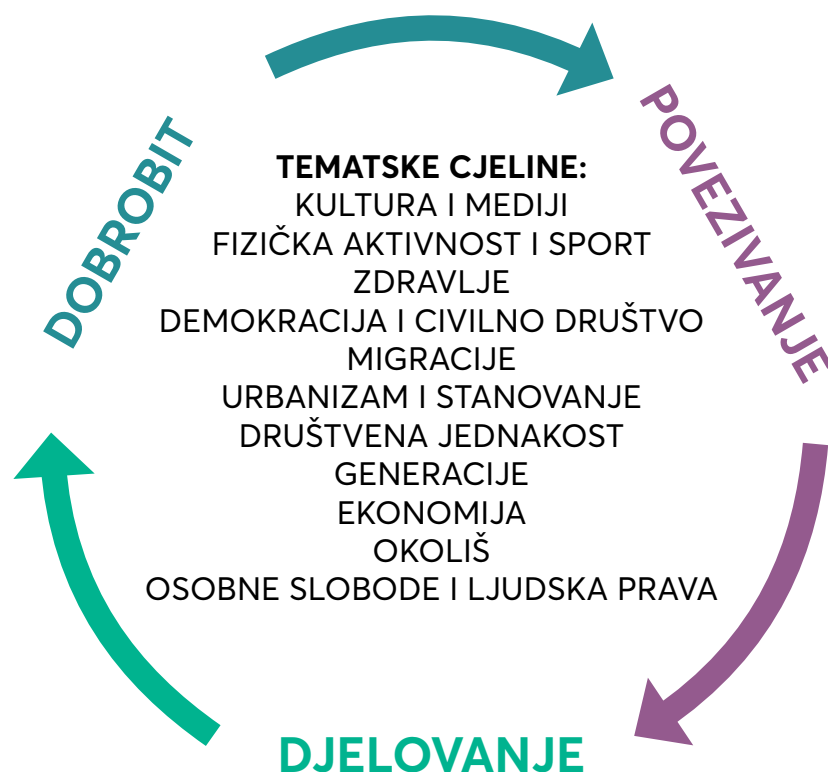 DOBROBIT
POVEZIVANJE
TEMATSKE CJELINE:
KULTURA I MEDIJI
FIZIČKA AKTIVNOST I SPORT
ZDRAVLJE
DEMOKRACIJA I CIVILNO DRUŠTVO
MIGRACIJE
URBANIZAM I STANOVANJE
DRUŠTVENA JEDNAKOST
GENERACIJE
EKONOMIJA
OKOLIŠ
OSOBNE SLOBODE I LJUDSKA PRAVA
DJELOVANJE